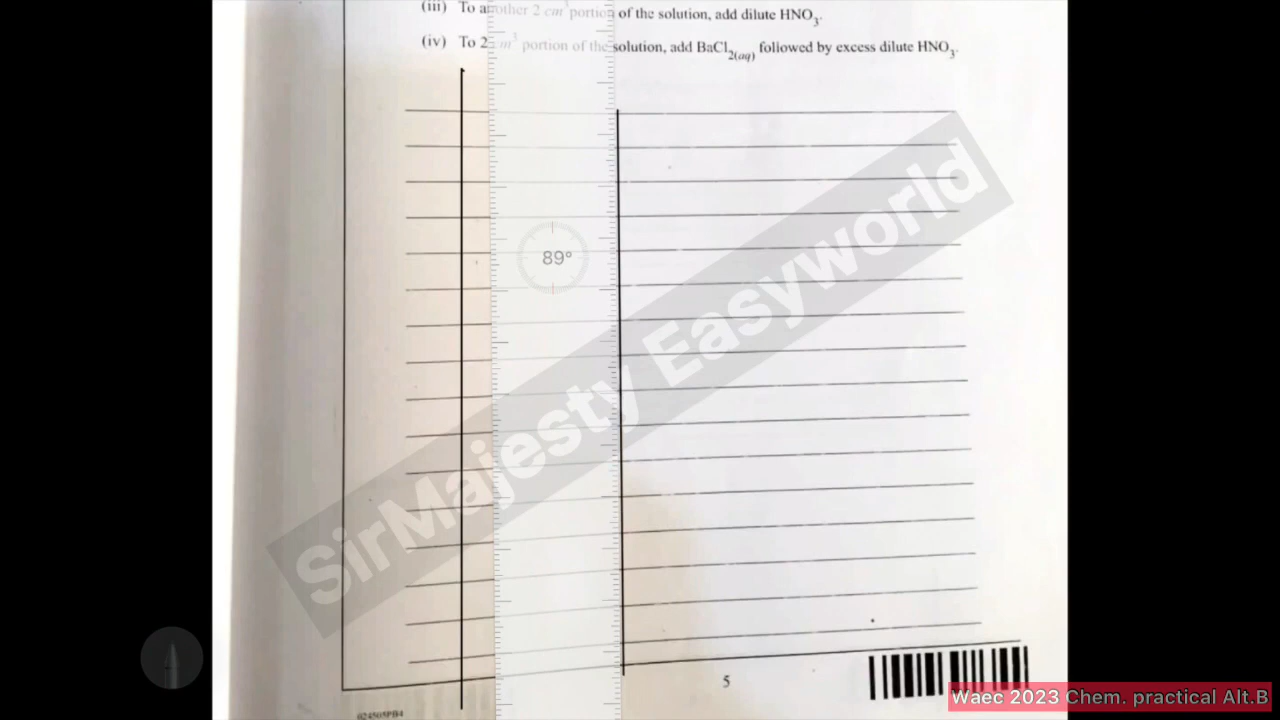 (iii) To another 2 cm³ portion of the solution, add dilute HNO₃.
(iv) To 2 cm³ portion of the solution, add BaCl₂₍aq₎ followed by excess dilute HNO₃.
89°
SirMajesty Easyworld
5
Waec 2023 Chem. practical Alt.B